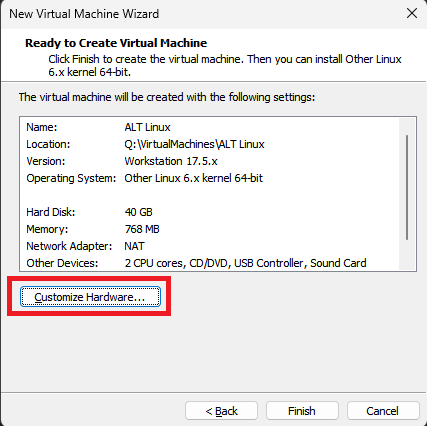 New Virtual Machine Wizard
Ready to Create Virtual Machine
Click Finish to create the virtual machine. Then you can install Other Linux
6.x kernel 64-bit.
The virtual machine will be created with the following settings:
Name: ALT Linux
Location: Q:\VirtualMachines\ALT Linux
Version: Workstation 17.5.x
Operating System: Other Linux 6.x kernel 64-bit
Hard Disk: 40 GB
Memory: 768 MB
Network Adapter: NAT
Other Devices: 2 CPU cores, CD/DVD, USB Controller, Sound Card
Customize Hardware...
< Back Finish Cancel